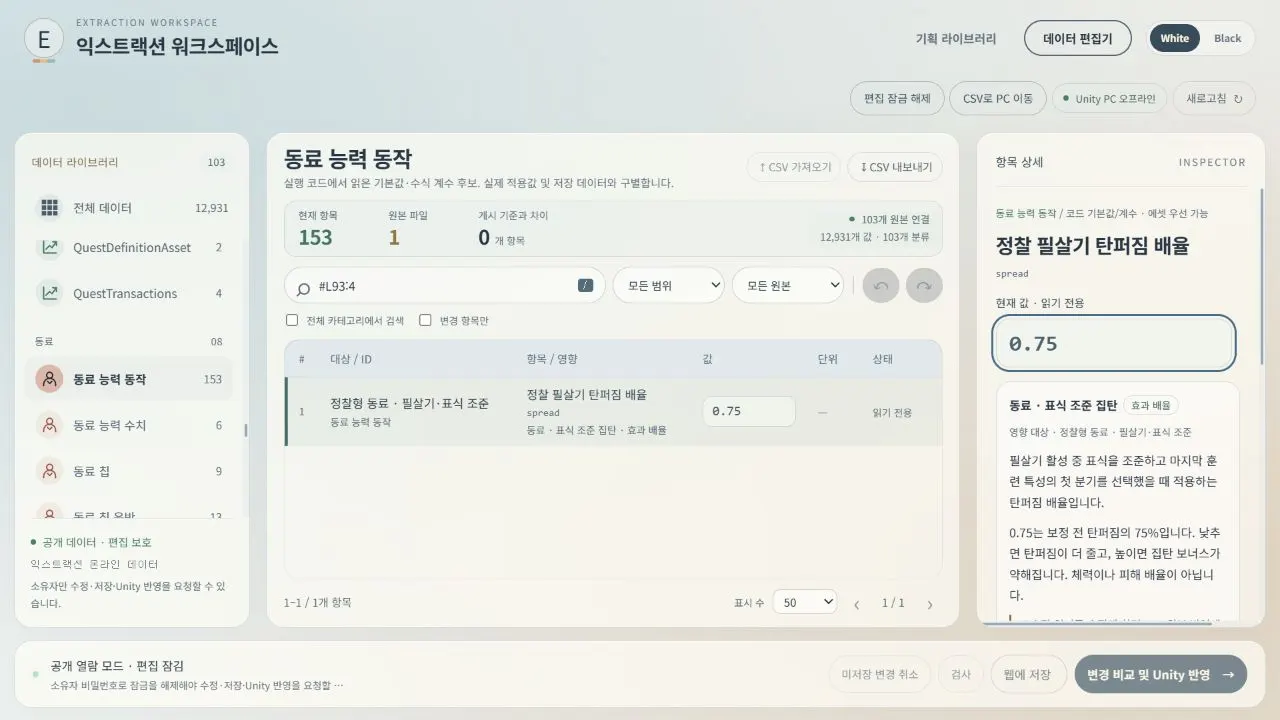 E
EXTRACTION WORKSPACE
익스트랙션 워크스페이스
기획 라이브러리
데이터 편집기
White
Black
편집 잠금 해제
CSV로 PC 이동
Unity PC 오프라인
새로고침 ↻
데이터 라이브러리 103
전체 데이터 12,931
QuestDefinitionAsset 2
QuestTransactions 4
동료 08
동료 능력 동작 153
동료 능력 수치 6
동료 칩 9
공개 데이터 · 편집 보호
익스트랙션 온라인 데이터
소유자만 수정·저장·Unity 반영을 요청할 수 있
습니다.
동료 능력 동작
실행 코드에서 읽은 기본값·수식 계수 후보. 실제 적용값 및 저장 데이터와 구별합니다.
↑ CSV 가져오기
↧ CSV 내보내기
현재 항목
153
원본 파일
1
게시 기준과 차이
0 개 항목
103개 원본 연결
12,931개 값 · 103개 분류
#L93:4
/
모든 범위
모든 원본
전체 카테고리에서 검색
변경 항목만
# 대상 / ID 항목 / 영향 값 단위 상태
1
정찰형 동료 · 필살기·표식 조준
동료 능력 동작
정찰 필살기 탄퍼짐 배율
spread
동료 · 표식 조준 집탄 · 효과 배율
0.75
—
읽기 전용
1–1 / 1개 항목
표시 수 50
‹ 1 / 1 ›
항목 상세 INSPECTOR
동료 능력 동작 / 코드 기본값/계수 · 에셋 우선 가능
정찰 필살기 탄퍼짐 배율
spread
현재 값 · 읽기 전용
0.75
동료 · 표식 조준 집탄 효과 배율
영향 대상 · 정찰형 동료 · 필살기·표식 조준
필살기 활성 중 표식을 조준하고 마지막 훈
련 특성의 첫 분기를 선택했을 때 적용하는
탄퍼짐 배율입니다.
0.75는 보정 전 탄퍼짐의 75%입니다. 낮추
면 탄퍼짐이 더 줄고, 높이면 집탄 보너스가
약해집니다. 체력이나 피해 배율이 아닙니
다.
공개 열람 모드 · 편집 잠김
소유자 비밀번호로 잠금을 해제해야 수정·저장·Unity 반영을 요청할 …
미저장 변경 취소
검사
웹에 저장
변경 비교 및 Unity 반영 →